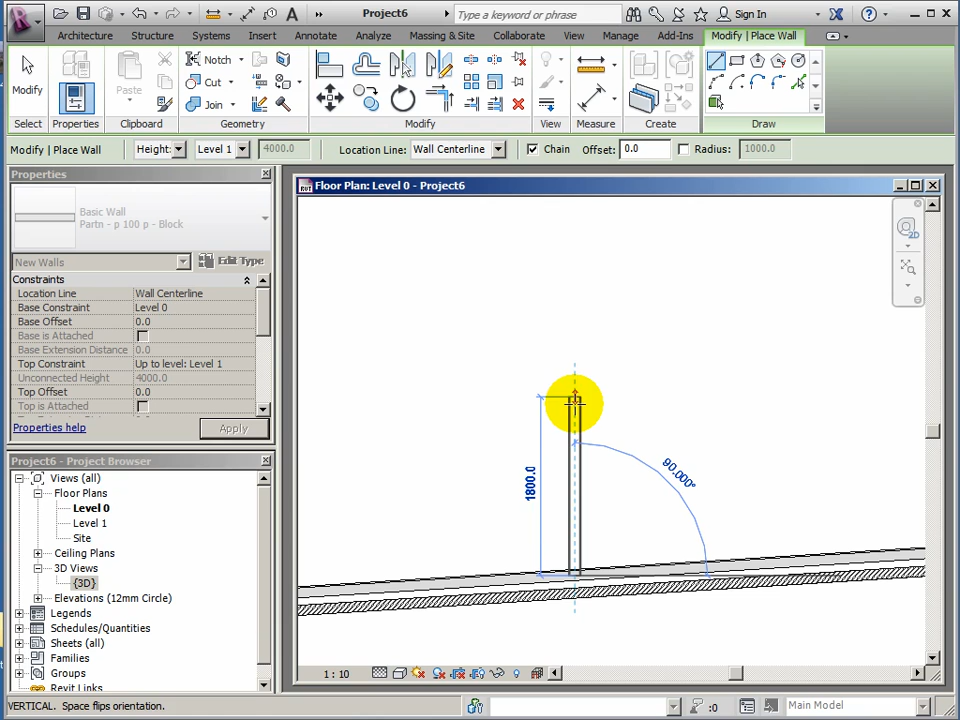 Project6
Type a keyword or phrase
Sign In
Architecture Structure Systems Insert Annotate Analyze Massing & Site Collaborate View Manage Add-Ins Modify | Place Wall
Modify
Paste
Notch
Cut
Join
Select Properties Clipboard Geometry Modify View Measure Create Draw
Modify | Place Wall Height: Level 1 4000.0 Location Line: Wall Centerline Chain Offset: 0.0 Radius: 1000.0
Properties
Basic Wall
Partn - p 100 p - Block
New Walls Edit Type
Constraints
Location Line Wall Centerline
Base Constraint Level 0
Base Offset 0.0
Base is Attached
Base Extension Distance 0.0
Top Constraint Up to level: Level 1
Unconnected Height 4000.0
Top Offset 0.0
Top is Attached
Properties help Apply
Project6 - Project Browser
Views (all)
Floor Plans
Level 0
Level 1
Site
Ceiling Plans
3D Views
{3D}
Elevations (12mm Circle)
Legends
Schedules/Quantities
Sheets (all)
Families
Groups
Revit Links
Floor Plan: Level 0 - Project6
2D
1800.0
90.000°
1 : 10
VERTICAL. Space flips orientation.
:0
Main Model